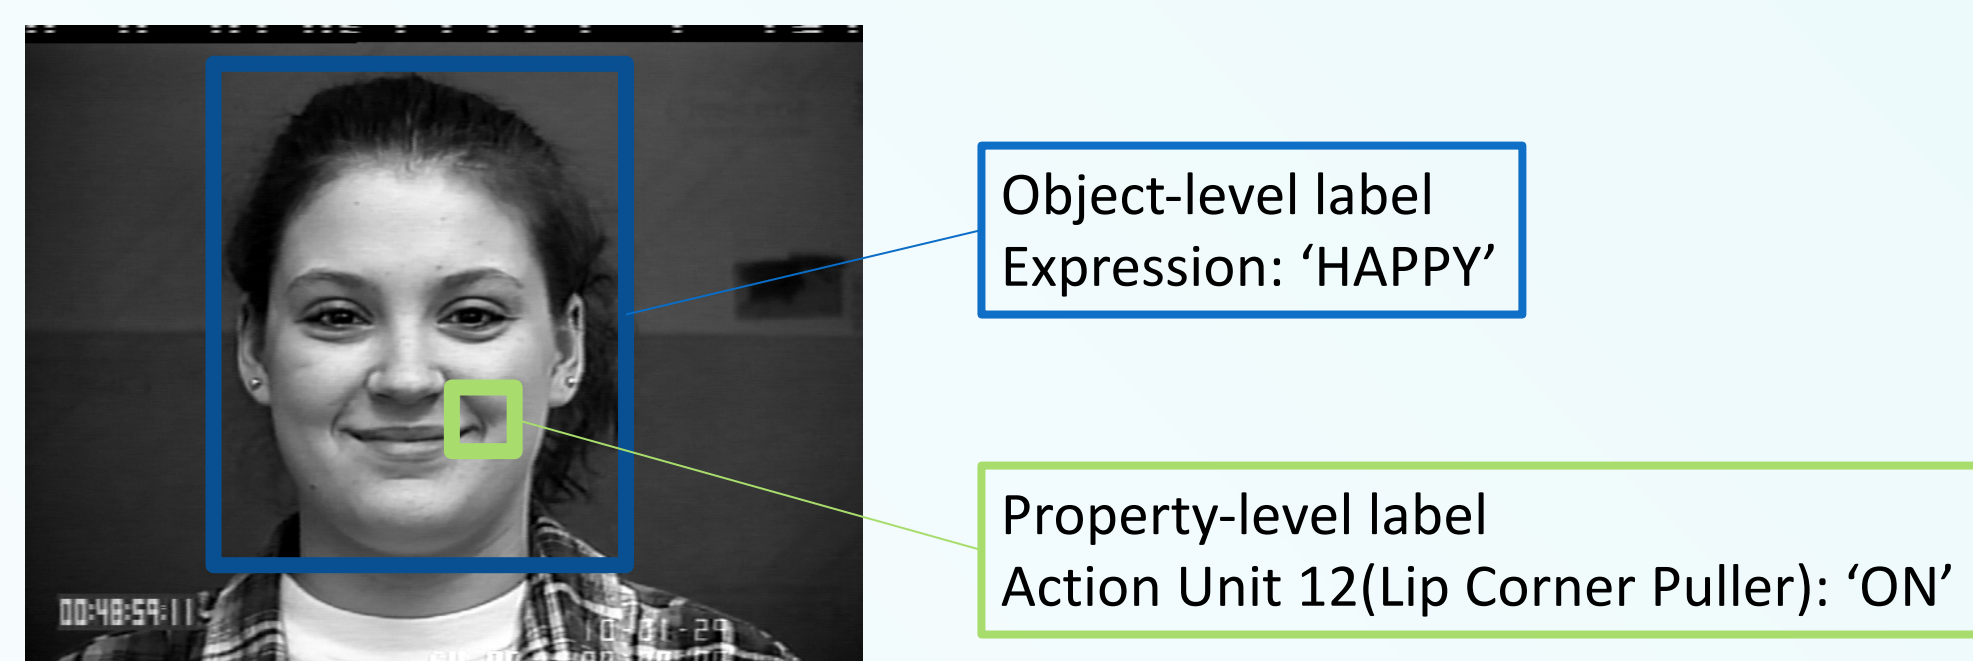 Object-level label
Expression: ‘HAPPY’
Property-level label
Action Unit 12(Lip Corner Puller): ‘ON’
00:48:59:11